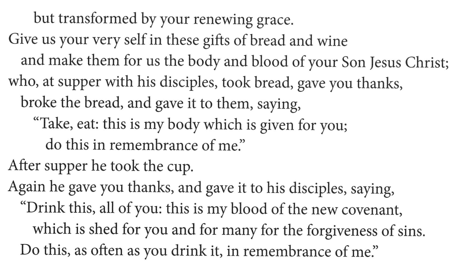 but transformed by your renewing grace.
Give us your very self in these gifts of bread and wine
and make them for us the body and blood of your Son Jesus Christ;
who, at supper with his disciples, took bread, gave you thanks,
broke the bread, and gave it to them, saying,
“Take, eat: this is my body which is given for you;
do this in remembrance of me.”
After supper he took the cup.
Again he gave you thanks, and gave it to his disciples, saying,
“Drink this, all of you: this is my blood of the new covenant,
which is shed for you and for many for the forgiveness of sins.
Do this, as often as you drink it, in remembrance of me.”